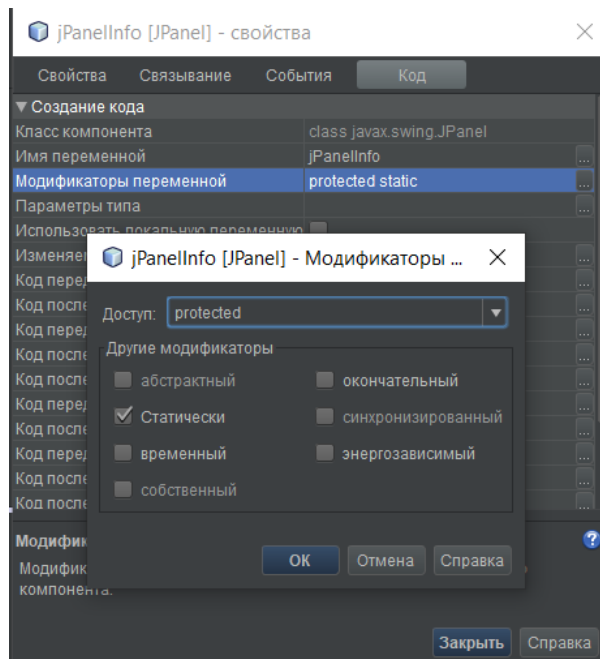 jPanelInfo [JPanel] - свойства
Свойства Связывание События Код
Создание кода
Класс компонента class javax.swing.JPanel
Имя переменной jPanelInfo ...
Модификаторы переменной protected static ...
Параметры типа ...
Использовать локальную переменную
jPanelInfo [JPanel] - Модификаторы ...
Доступ: protected
Другие модификаторы
абстрактный окончательный
Статически синхронизированный
временный энергозависимый
собственный
ОК Отмена Справка
компонента.
Закрыть Справка